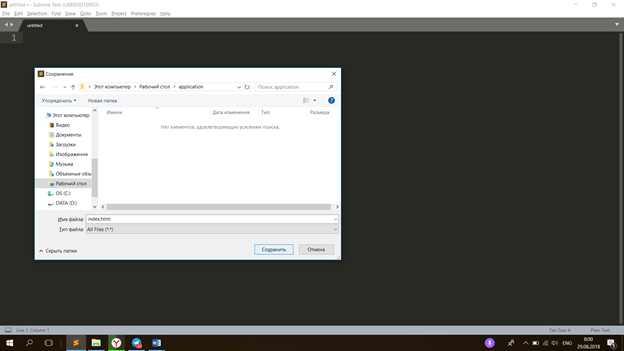 untitled • - Sublime Text (UNREGISTERED)
File Edit Selection Find View Goto Tools Project Preferences Help
untitled
1
Сохранение
Этот компьютер > Рабочий стол > application
Поиск: application
Упорядочить
Новая папка
Этот компьютер
Видео
Документы
Загрузки
Изображения
Музыка
Объемные объ
Рабочий стол
OS (C:)
DATA (D:)
Имя
Дата изменения
Тип
Размер
Нет элементов, удовлетворяющих условиям поиска.
Имя файла: index.html
Тип файла: All Files (*.*)
Скрыть папки
Сохранить
Отмена
Line 1, Column 1
Tab Size: 4
Plain Text
ENG
8:00
29.08.2018